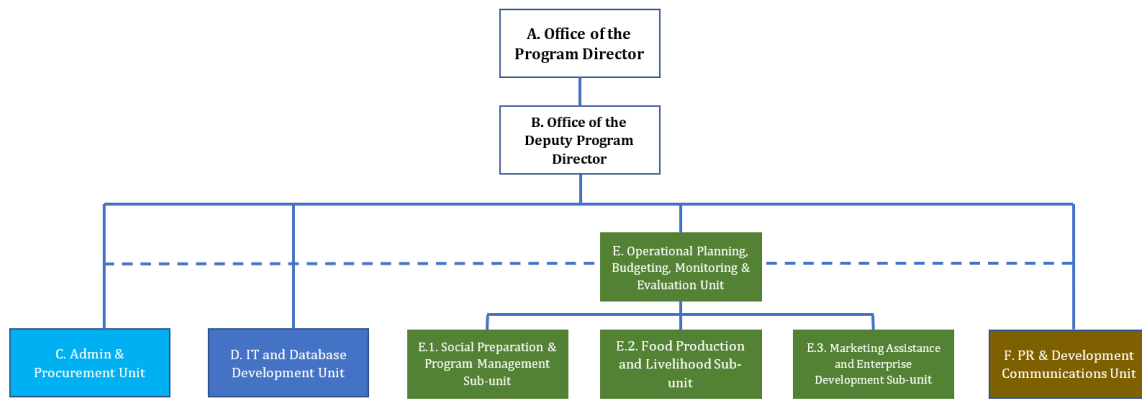 A. Office of the
Program Director
B. Office of the
Deputy Program
Director
E. Operational Planning,
Budgeting, Monitoring &
Evaluation Unit
C. Admin &
Procurement Unit
D. IT and Database
Development Unit
E.1. Social Preparation &
Program Management
Sub-unit
E.2. Food Production
and Livelihood Sub-
unit
E.3. Marketing Assistance
and Enterprise
Development Sub-unit
F. PR & Development
Communications Unit